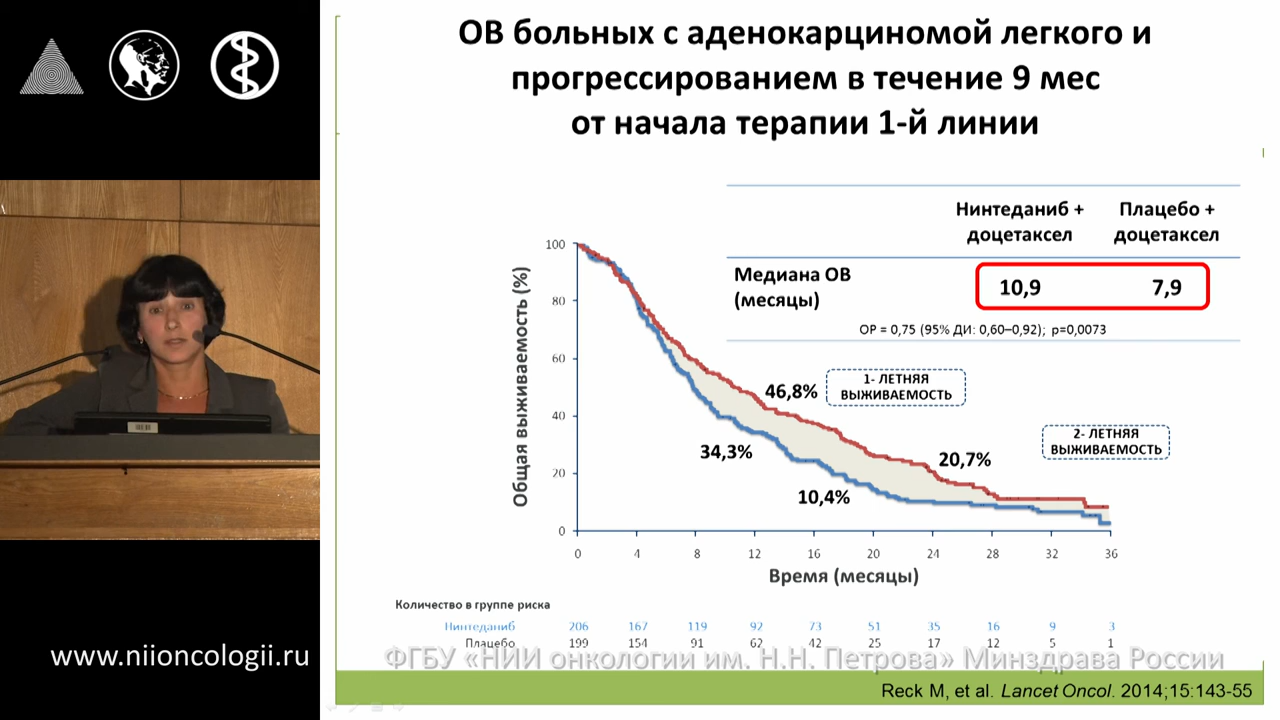 ОВ больных с аденокарциномой легкого и
прогрессированием в течение 9 мес
от начала терапии 1-й линии
Нинтеданиб +
доцетаксел
Плацебо +
доцетаксел
Медиана ОВ
(месяцы)
10,9
7,9
ОР = 0,75 (95% ДИ: 0,60–0,92); p=0,0073
Общая выживаемость (%)
100
80
60
40
20
0
46,8%
1- ЛЕТНЯЯ
ВЫЖИВАЕМОСТЬ
34,3%
2- ЛЕТНЯЯ
ВЫЖИВАЕМОСТЬ
20,7%
10,4%
0 4 8 12 16 20 24 28 32 36
Время (месяцы)
Количество в группе риска
Нинтеданиб 206 167 119 92 73 51 35 16 9 3
Плацебо 199 154 91 62 42 25 17 12 5 1
www.niioncologii.ru
ФГБУ «НИИ онкологии им. Н.Н. Петрова» Минздрава России
Reck M, et al. Lancet Oncol. 2014;15:143-55